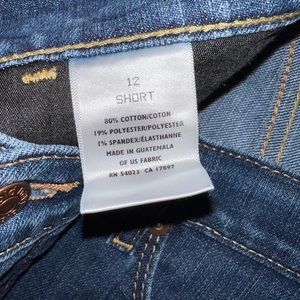 12
SHORT
80% COTTON/COTON
19% POLYESTER/POLYESTER
1% SPANDEX/ÉLASTHANNE
MADE IN GUATEMALA
OF US FABRIC
RN 54023 CA 17897